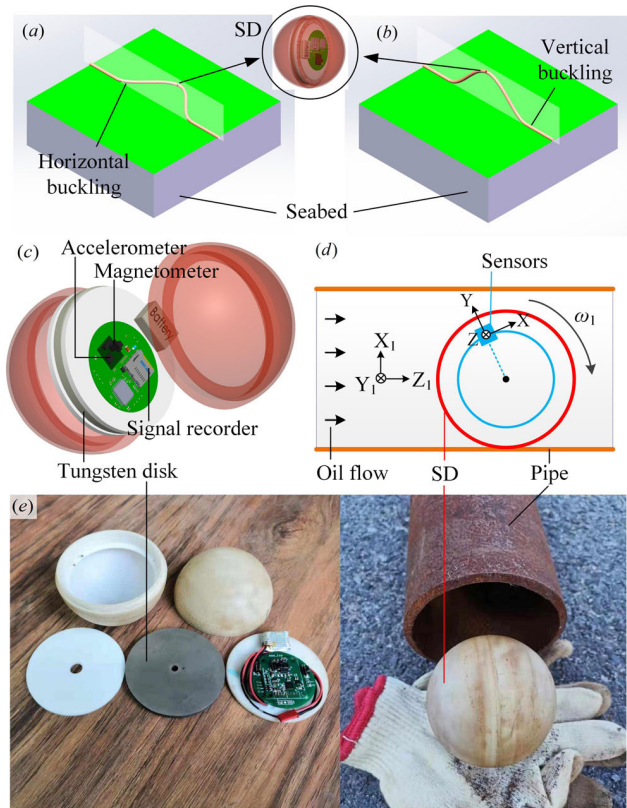 (a)
SD
(b)
Vertical
buckling
Horizontal
buckling
Seabed
(c)
Accelerometer
Magnetometer
Battery
Signal recorder
Tungsten disk
(d)
Sensors
Y
X
Z
ω1
X1
Y1
Z1
Oil flow
SD
Pipe
(e)